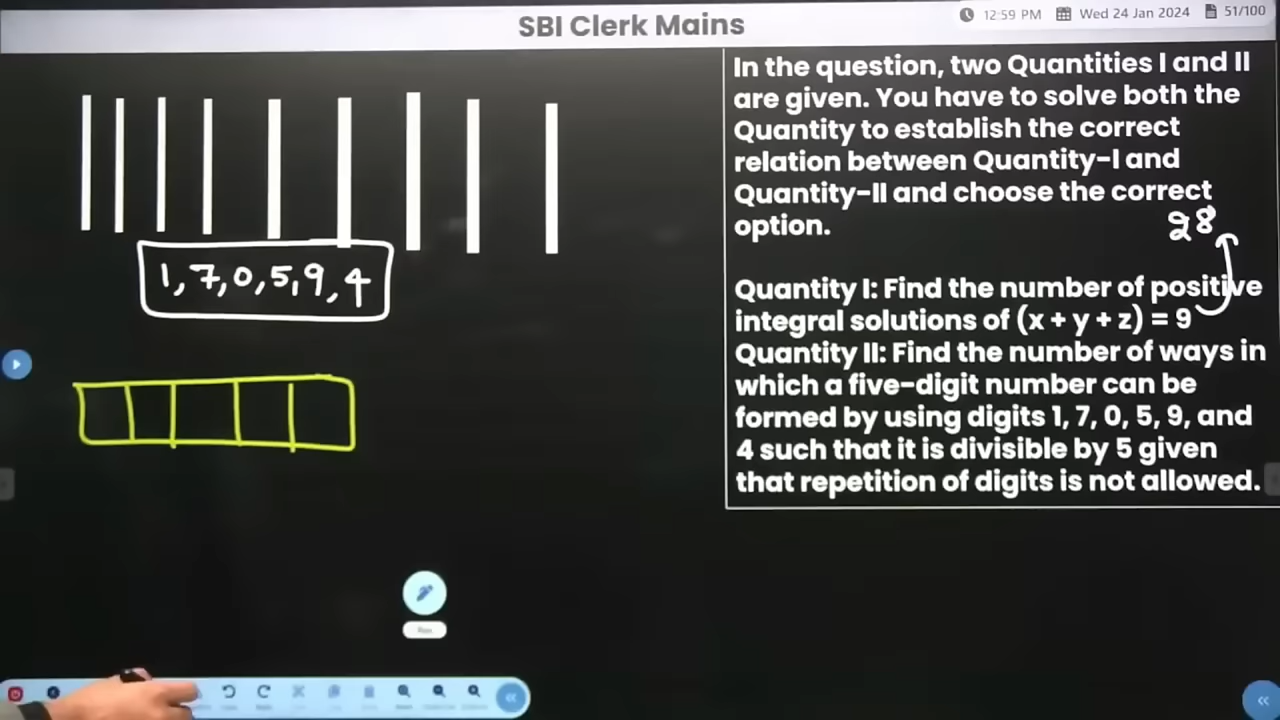 SBI Clerk Mains
12:59 PM Wed 24 Jan 2024 51/100
In the question, two Quantities I and II
are given. You have to solve both the
Quantity to establish the correct
relation between Quantity-I and
Quantity-II and choose the correct
option.
28
Quantity I: Find the number of positive
integral solutions of (x + y + z) = 9
Quantity II: Find the number of ways in
which a five-digit number can be
formed by using digits 1, 7, 0, 5, 9, and
4 such that it is divisible by 5 given
that repetition of digits is not allowed.
1,7,0,5,9,4